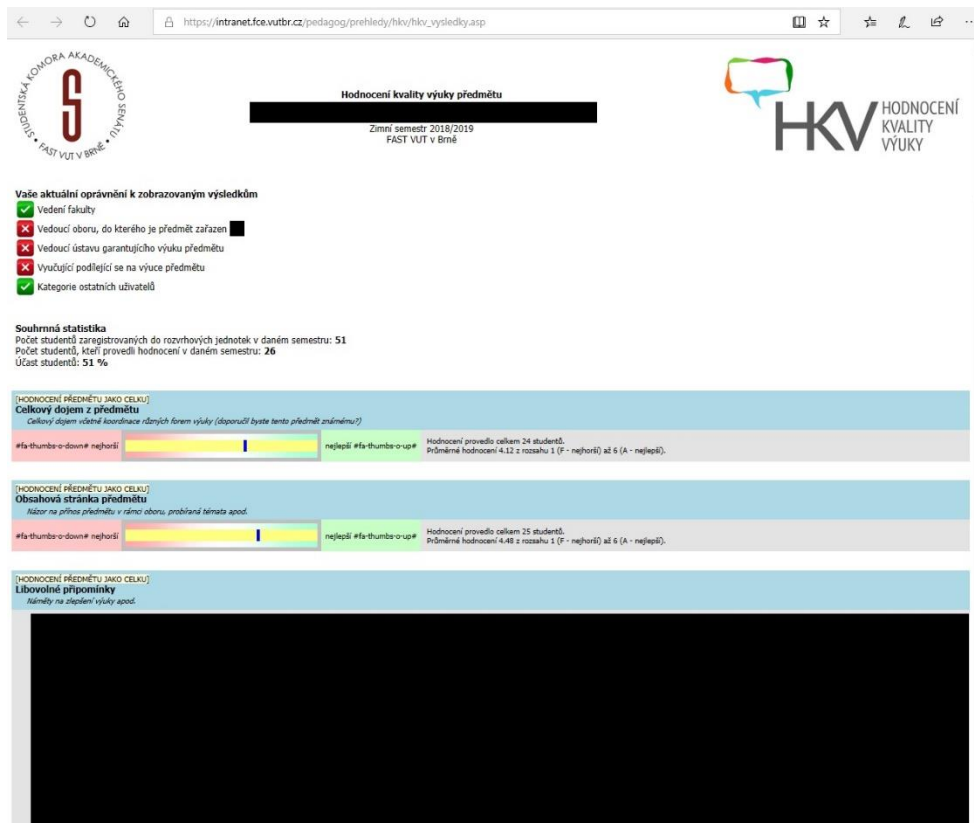 https://intranet.fce.vutbr.cz/pedagog/prehledy/hkv/hkv_vysledky.asp
STUDENTSKÁ KOMORA AKADEMICKÉHO SENÁTU • FAST VUT V BRNĚ •
S
Hodnocení kvality výuky předmětu
Zimní semestr 2018/2019
FAST VUT v Brně
HKV
HODNOCENÍ
KVALITY
VÝUKY
Vaše aktuální oprávnění k zobrazovaným výsledkům
Vedení fakulty
Vedoucí oboru, do kterého je předmět zařazen
Vedoucí ústavu garantujícího výuku předmětu
Vyučující podílející se na výuce předmětu
Kategorie ostatních uživatelů
Souhrnná statistika
Počet studentů zaregistrovaných do rozvrhových jednotek v daném semestru: 51
Počet studentů, kteří provedli hodnocení v daném semestru: 26
Účast studentů: 51 %
[HODNOCENÍ PŘEDMĚTU JAKO CELKU]
Celkový dojem z předmětu
Celkový dojem včetně koordinace různých forem výuky (doporučil byste tento předmět známému?)
#fa-thumbs-o-down# nejhorší
nejlepší #fa-thumbs-o-up#
Hodnocení provedlo celkem 24 studentů.
Průměrné hodnocení 4.12 z rozsahu 1 (F - nejhorší) až 6 (A - nejlepší).
[HODNOCENÍ PŘEDMĚTU JAKO CELKU]
Obsahová stránka předmětu
Názor na přínos předmětu v rámci oboru, probíraná témata apod.
#fa-thumbs-o-down# nejhorší
nejlepší #fa-thumbs-o-up#
Hodnocení provedlo celkem 25 studentů.
Průměrné hodnocení 4.48 z rozsahu 1 (F - nejhorší) až 6 (A - nejlepší).
[HODNOCENÍ PŘEDMĚTU JAKO CELKU]
Libovolné připomínky
Náměty na zlepšení výuky apod.